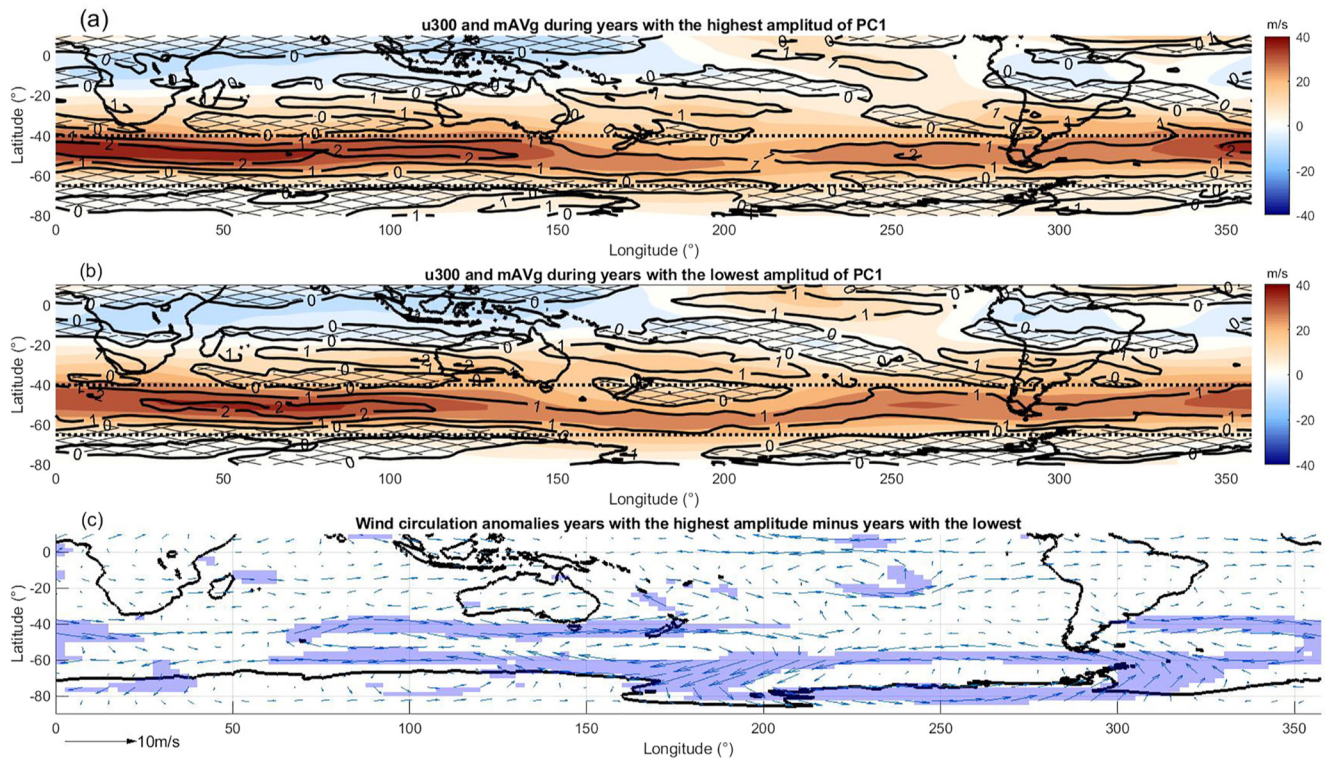 (a)
u300 and mAVg during years with the highest amplitud of PC1
m/s
40
20
0
-20
-40
Latitude (°)
0
-20
-40
-60
-80
0 50 100 150 200 250 300 350
Longitude (°)
(b)
u300 and mAVg during years with the lowest amplitud of PC1
m/s
40
20
0
-20
-40
Latitude (°)
0
-20
-40
-60
-80
0 50 100 150 200 250 300 350
Longitude (°)
(c)
Wind circulation anomalies years with the highest amplitude minus years with the lowest
Latitude (°)
0
-20
-40
-60
-80
0 50 100 150 200 250 300 350
10m/s
Longitude (°)